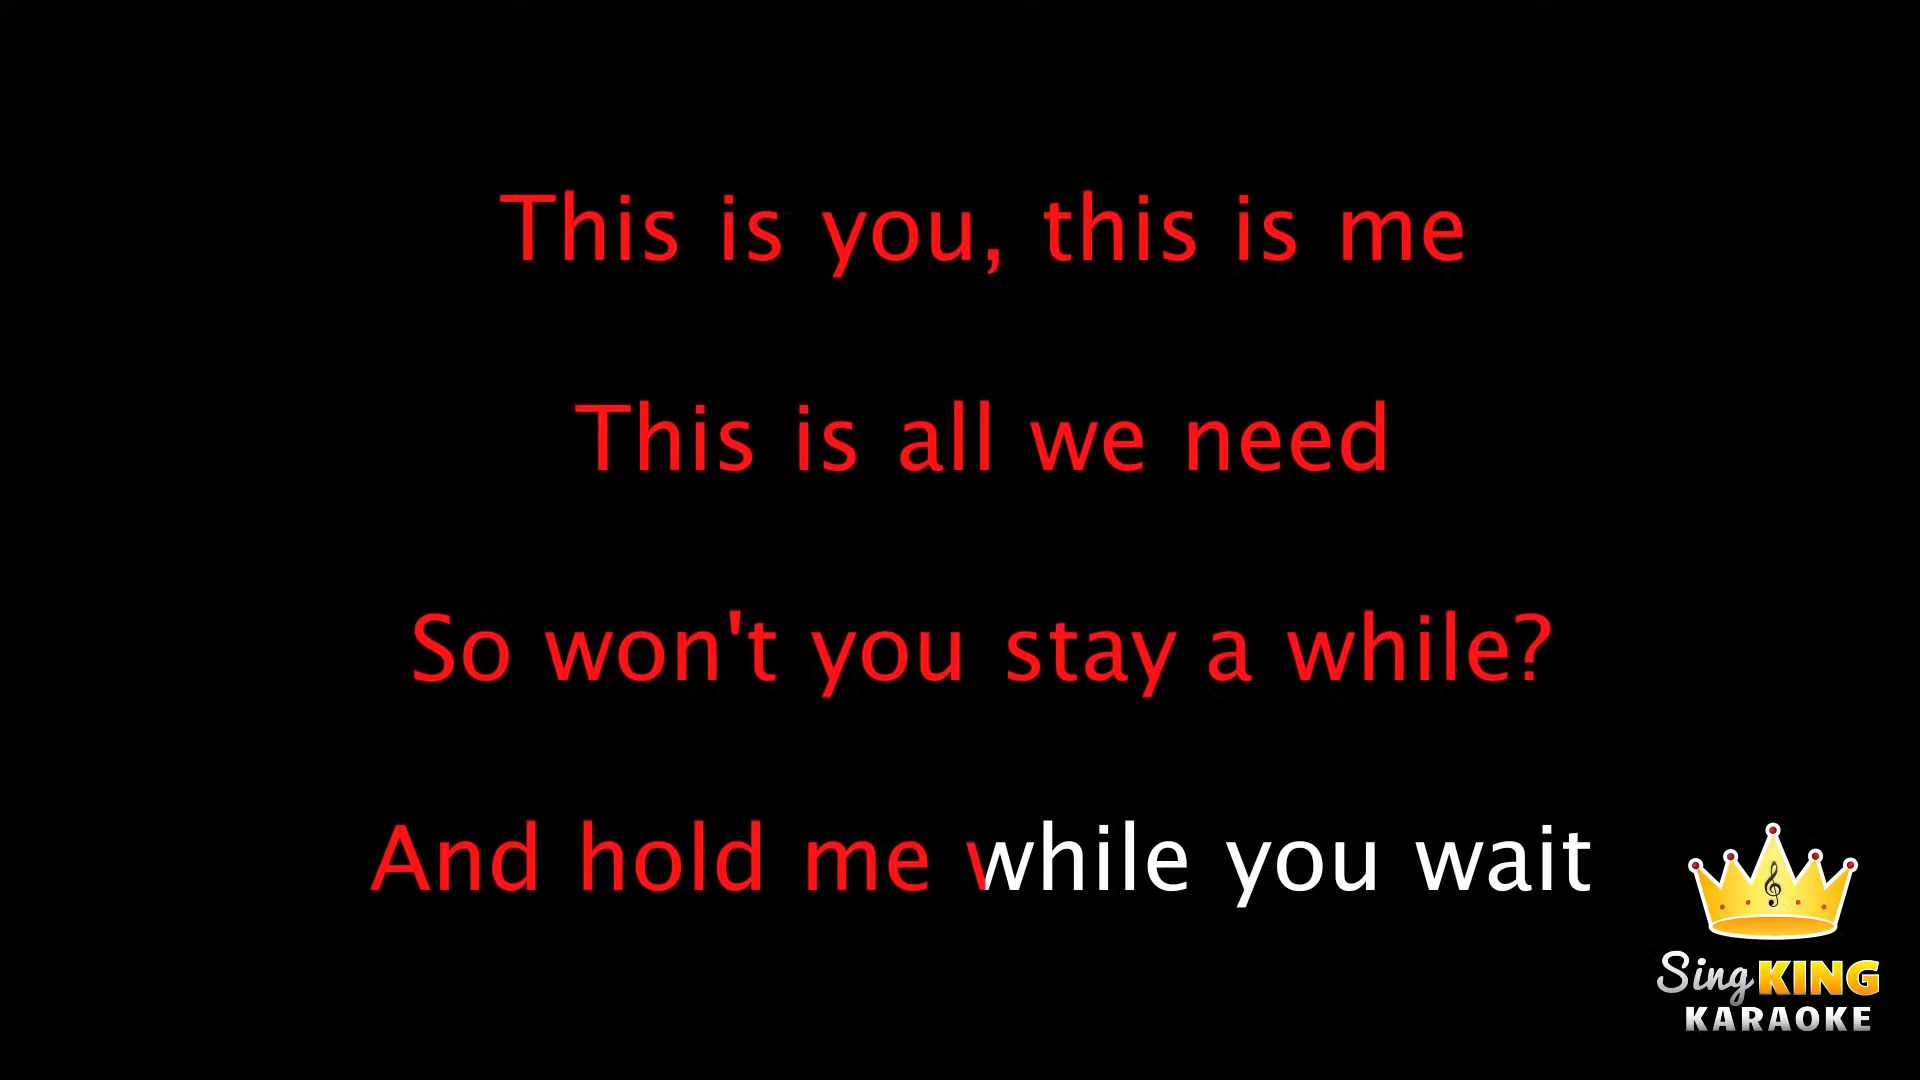 This is you, this is me
This is all we need
So won't you stay a while?
And hold me while you wait
Sing KING
KARAOKE